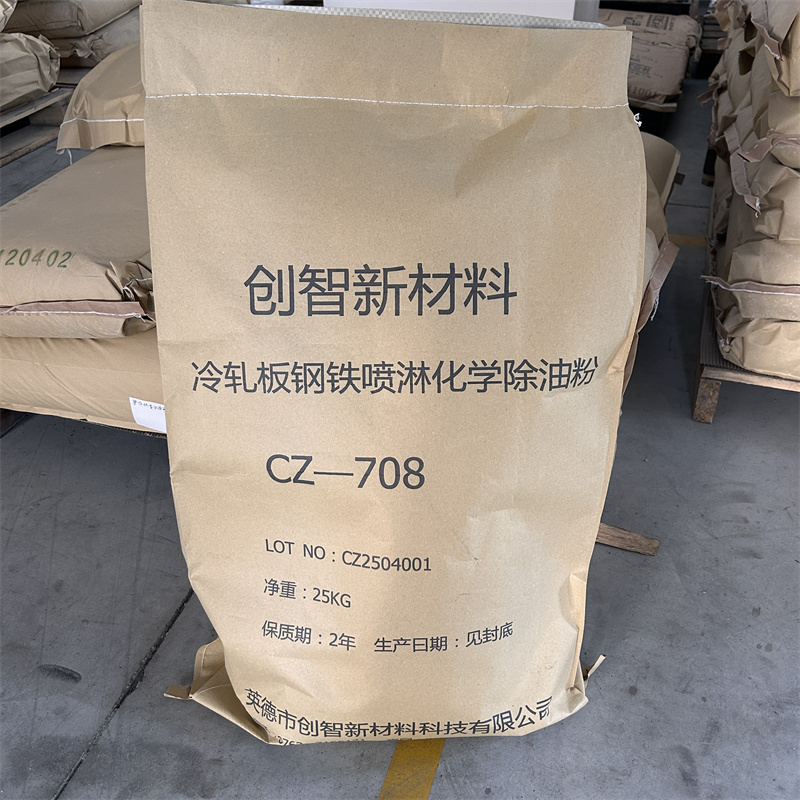 创智新材料
冷轧板钢铁喷淋化学除油粉
CZ—708
LOT NO：CZ2504001
净重：25KG
保质期：2年 生产日期：见封底
英德市创智新材料科技有限公司
120402